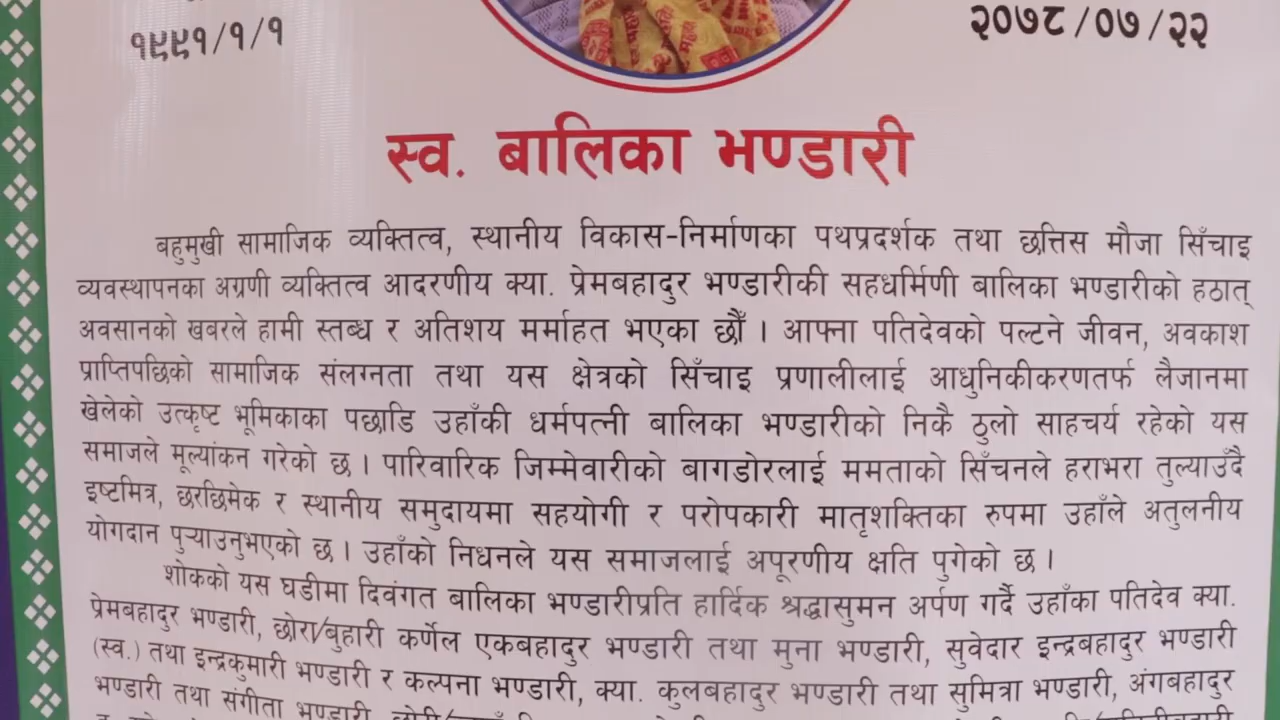 १९९१/१/१
२०७८/०७/२२
स्व. बालिका भण्डारी
बहुमुखी सामाजिक व्यक्तित्व, स्थानीय विकास-निर्माणका पथप्रदर्शक तथा छत्तिस मौजा सिँचाइ
व्यवस्थापनका अग्रणी व्यक्तित्व आदरणीय क्या. प्रेमबहादुर भण्डारीकी सहधर्मिणी बालिका भण्डारीको हठात्
अवसानको खबरले हामी स्तब्ध र अतिशय मर्माहत भएका छौँ । आफ्ना पतिदेवको पल्टने जीवन, अवकाश
प्राप्तिपछिको सामाजिक संलग्नता तथा यस क्षेत्रको सिँचाइ प्रणालीलाई आधुनिकीकरणतर्फ लैजानमा
खेलेको उत्कृष्ट भूमिकाका पछाडि उहाँकी धर्मपत्नी बालिका भण्डारीको निकै ठुलो साहचर्य रहेको यस
समाजले मूल्यांकन गरेको छ । पारिवारिक जिम्मेवारीको बागडोरलाई ममताको सिँचनले हराभरा तुल्याउँदै
इष्टमित्र, छरछिमेक र स्थानीय समुदायमा सहयोगी र परोपकारी मातृशक्तिका रुपमा उहाँले अतुलनीय
योगदान पुऱ्याउनुभएको छ । उहाँको निधनले यस समाजलाई अपूरणीय क्षति पुगेको छ ।
शोकको यस घडीमा दिवंगत बालिका भण्डारीप्रति हार्दिक श्रद्धासुमन अर्पण गर्दै उहाँका पतिदेव क्या.
प्रेमबहादुर भण्डारी, छोरा/बुहारी कर्णेल एकबहादुर भण्डारी तथा मुना भण्डारी, सुवेदार इन्द्रबहादुर भण्डारी
(स्व.) तथा इन्द्रकुमारी भण्डारी र कल्पना भण्डारी, क्या. कुलबहादुर भण्डारी तथा सुमित्रा भण्डारी, अंगबहादुर
भण्डारी तथा संगीता भण्डारी,